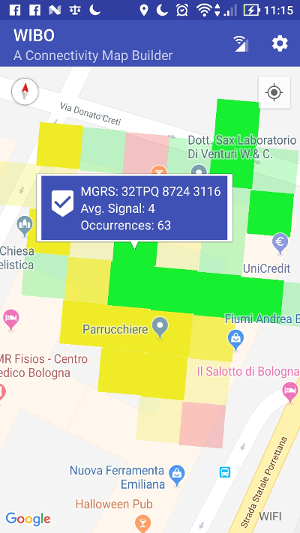 11:15
WIBO
A Connectivity Map Builder
Via Donato Creti
Dott. Sax Laboratorio
Di Venturi W.& C.
MGRS: 32TPQ 8724 3116
Avg. Signal: 4
Occurrences: 63
Chiesa
elistica
UniCredit
Fiumi Andrea E
Parrucchiere
MR Fisios - Centro
edico Bologna
Il Salotto di Bologna
Nuova Ferramenta
Emiliana
Halloween Pub
Strada Statale Porrettana
Google
WIFI